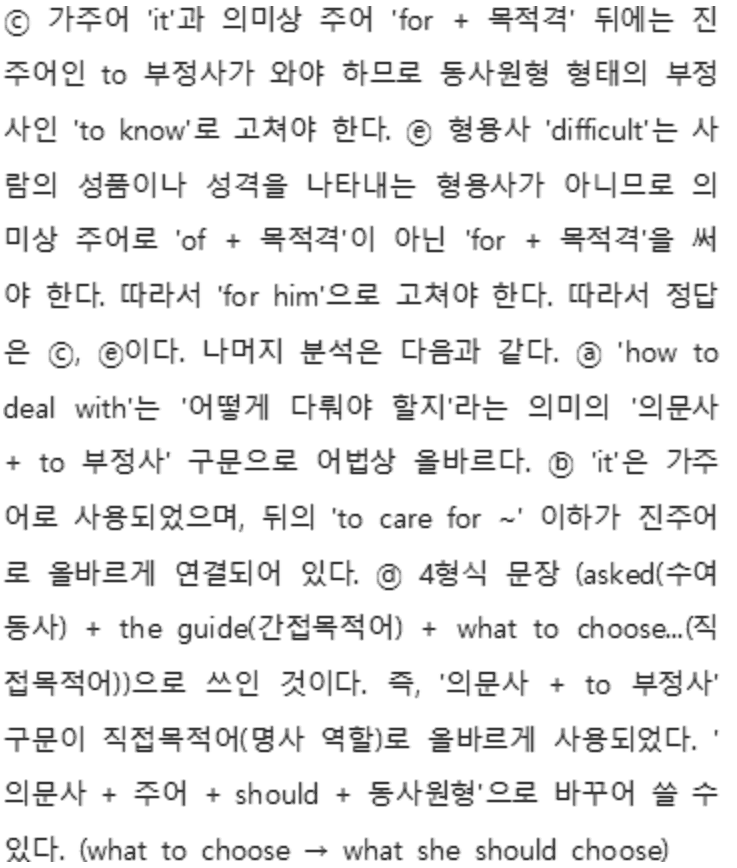 ⓒ 가주어 'it'과 의미상 주어 'for + 목적격' 뒤에는 진
주어인 to 부정사가 와야 하므로 동사원형 형태의 부정
사인 'to know'로 고쳐야 한다. ⓔ 형용사 'difficult'는 사
람의 성품이나 성격을 나타내는 형용사가 아니므로 의
미상 주어로 'of + 목적격'이 아닌 'for + 목적격'을 써
야 한다. 따라서 'for him'으로 고쳐야 한다. 따라서 정답
은 ⓒ, ⓔ이다. 나머지 분석은 다음과 같다. ⓐ 'how to
deal with'는 '어떻게 다뤄야 할지'라는 의미의 '의문사
+ to 부정사' 구문으로 어법상 올바르다. ⓑ 'it'은 가주
어로 사용되었으며, 뒤의 'to care for ~' 이하가 진주어
로 올바르게 연결되어 있다. ⓓ 4형식 문장 (asked(수여
동사) + the guide(간접목적어) + what to choose...(직
접목적어))으로 쓰인 것이다. 즉, '의문사 + to 부정사'
구문이 직접목적어(명사 역할)로 올바르게 사용되었다. '
의문사 + 주어 + should + 동사원형'으로 바꾸어 쓸 수
있다. (what to choose → what she should choose)